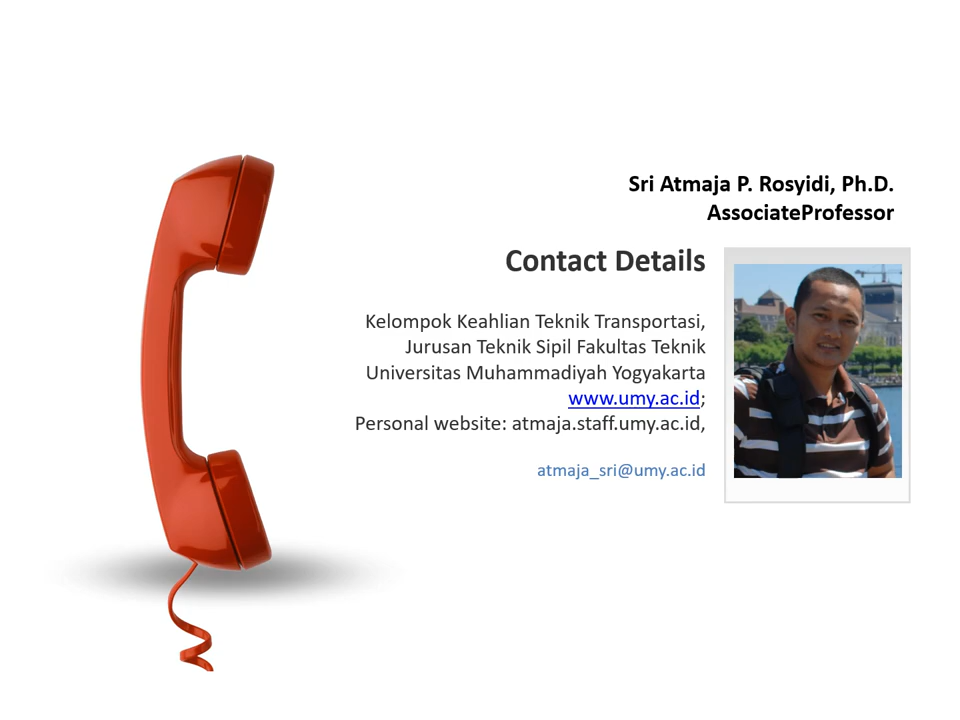 Sri Atmaja P. Rosyidi, Ph.D.
AssociateProfessor
Contact Details
Kelompok Keahlian Teknik Transportasi,
Jurusan Teknik Sipil Fakultas Teknik
Universitas Muhammadiyah Yogyakarta
www.umy.ac.id;
Personal website: atmaja.staff.umy.ac.id,
atmaja_sri@umy.ac.id